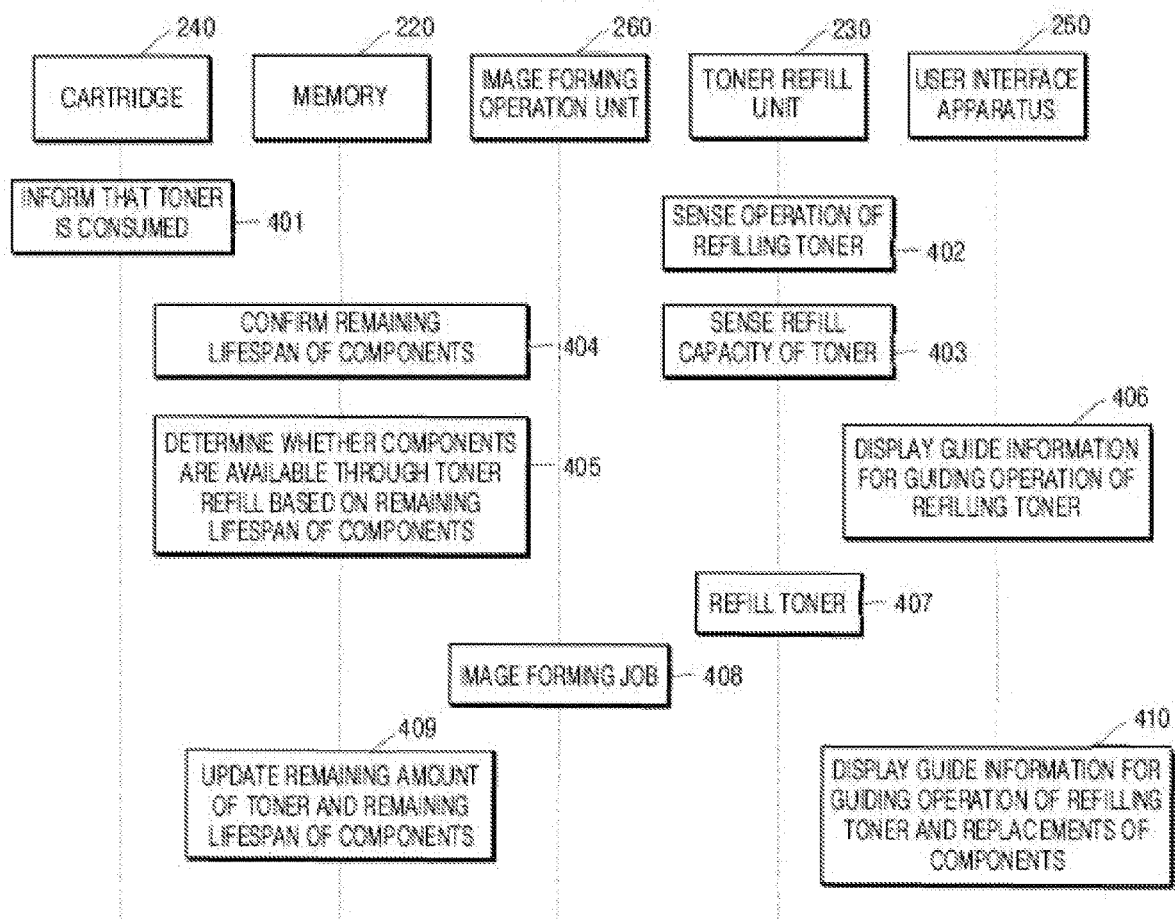 240
220
260
230
250
CARTRIDGE
MEMORY
IMAGE FORMING
OPERATION UNIT
TONER REFILL
UNIT
USER INTERFACE
APPARATUS
INFORM THAT TONER
IS CONSUMED
401
SENSE OPERATION OF
REFILLING TONER
402
CONFIRM REMAINING
LIFESPAN OF COMPONENTS
404
SENSE REFILL
CAPACITY OF TONER
403
DETERMINE WHETHER COMPONENTS
ARE AVAILABLE THROUGH TONER
REFILL BASED ON REMAINING
LIFESPAN OF COMPONENTS
405
406
DISPLAY GUIDE INFORMATION
FOR GUIDING OPERATION OF
REFILLING TONER
REFILL TONER
407
IMAGE FORMING JOB
408
409
UPDATE REMAINING AMOUNT
OF TONER AND REMAINING
LIFESPAN OF COMPONENTS
410
DISPLAY GUIDE INFORMATION FOR
GUIDING OPERATION OF REFILLING
TONER AND REPLACEMENTS OF
COMPONENTS